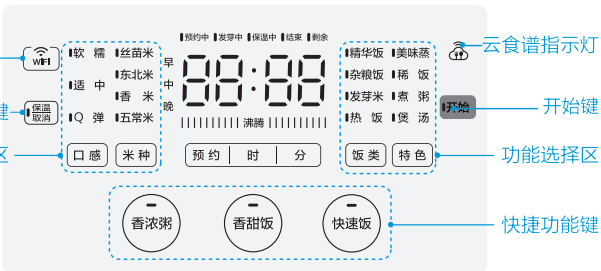 预约中 发芽中 保温中 结束 剩余
云食谱指示灯
WIFI
软糯 丝苗米
早
精华饭 美味蒸
东北米
杂粮饭 稀饭
适中
中
香米
发芽米 煮粥
键
保温
取消
晚
开始
开始键
Q弹 五常米
88:88
热饭 煲汤
沸腾
区
口感 米种
预约 时 分
饭类 特色
功能选择区
香浓粥 香甜饭 快速饭
快捷功能键